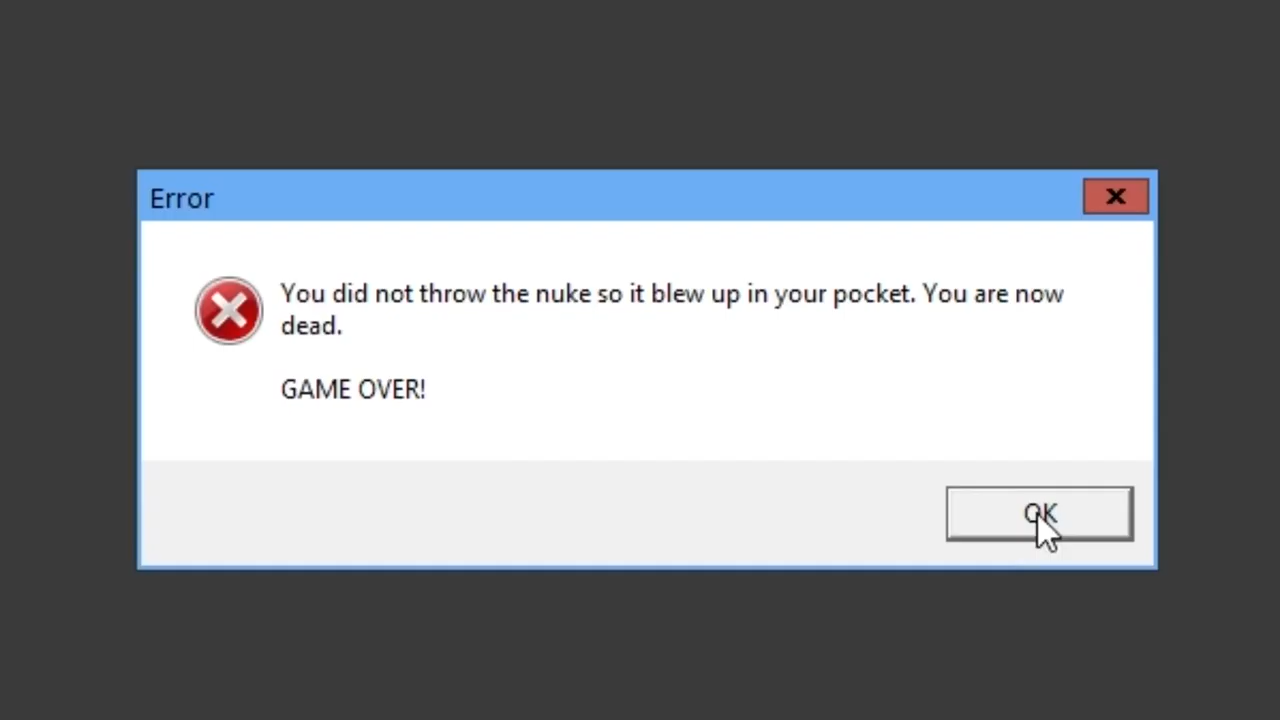 Error
You did not throw the nuke so it blew up in your pocket. You are now
dead.
GAME OVER!
OK